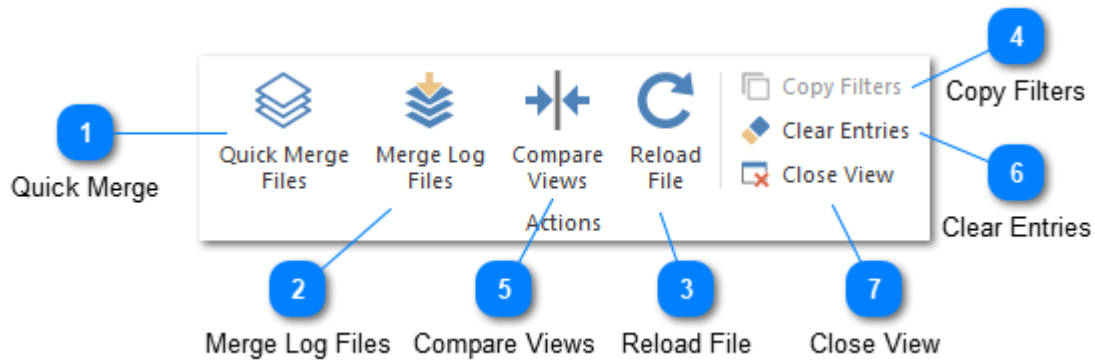 4
Copy Filters
1
Quick Merge
Quick Merge
Files
Merge Log
Files
Compare
Views
Reload
File
Copy Filters
Clear Entries
Close View
Actions
6
Clear Entries
2
Merge Log Files
5
Compare Views
3
Reload File
7
Close View